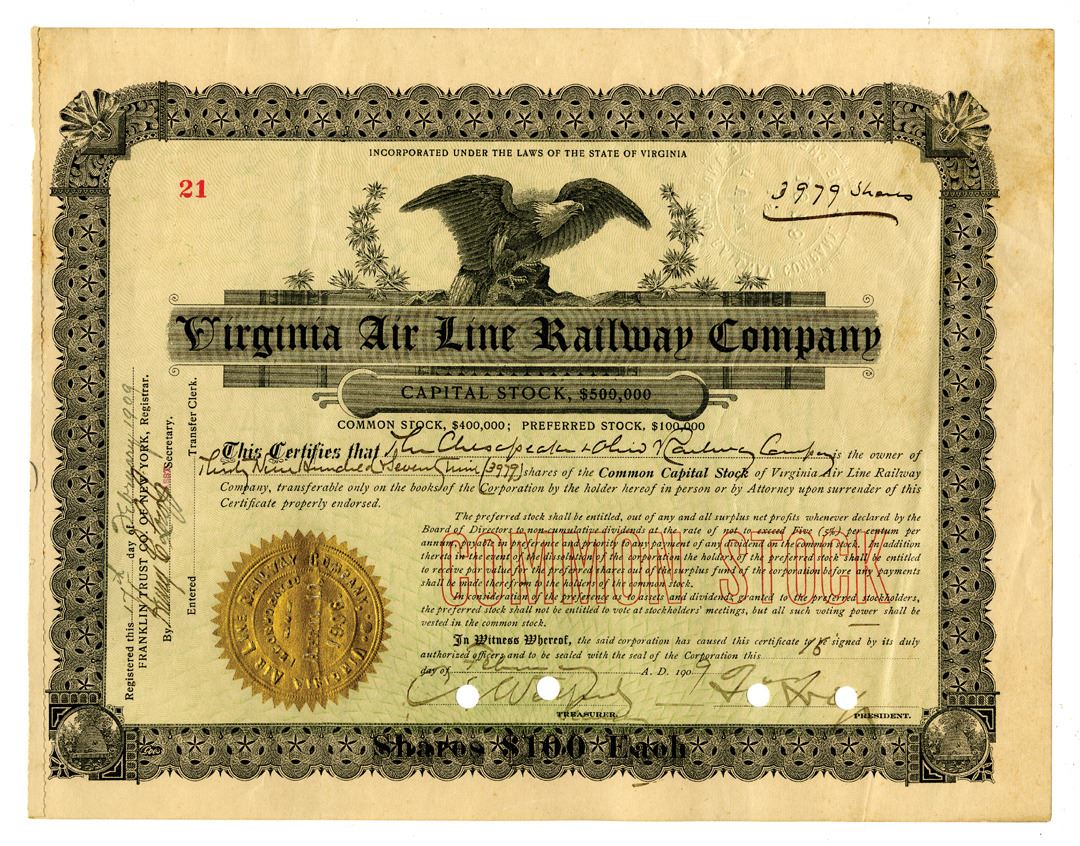 INCORPORATED UNDER THE LAWS OF THE STATE OF VIRGINIA
21
3979 Shares
Virginia Air Line Railway Company
CAPITAL STOCK, $500,000
COMMON STOCK, $400,000; PREFERRED STOCK, $100,000
This Certifies that The Chesapeake & Ohio Railway Company is the owner of
Thirty Nine Hundred & Seventy Nine (3979) shares of the Common Capital Stock of Virginia Air Line Railway
Company, transferable only on the books of the Corporation by the holder hereof in person or by Attorney upon surrender of this
Certificate properly endorsed.
The preferred stock shall be entitled, out of any and all surplus net profits whenever declared by the
Board of Directors to non-cumulative dividends at the rate of not to exceed Five (5%) per centum per
annum payable in preference and priority to any payment of any dividend on the common stock. In addition
thereto in the event of the dissolution of the corporation the holders of the preferred stock shall be entitled
to receive par value for the preferred shares out of the surplus fund of the corporation before any payments
shall be made therefrom to the holders of the common stock.
In consideration of the preference as to assets and dividends granted to the preferred stockholders,
the preferred stock shall not be entitled to vote at stockholders' meetings, but all such voting power shall be
vested in the common stock.
COMMON STOCK
In Witness Whereof, the said corporation has caused this certificate to be signed by its duly
authorized officers and to be sealed with the seal of the Corporation this
day of February A. D. 1909
TREASURER.
PRESIDENT.
Shares $100 Each
Registered this day of February 1909
FRANKLIN TRUST CO. OF NEW YORK, Registrar.
By Secretary.
Entered Transfer Clerk.